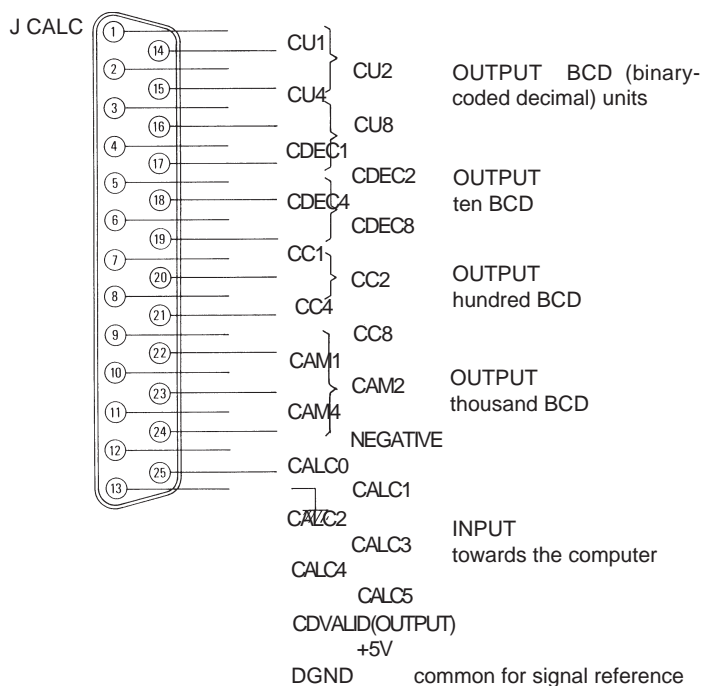 J CALC
1
14
2
15
3
16
4
17
5
18
6
19
7
20
8
21
9
22
10
23
11
24
12
25
13
CU1
CU2
CU4
CU8
CDEC1
CDEC2
CDEC4
CDEC8
CC1
CC2
CC4
CC8
CAM1
CAM2
CAM4
NEGATIVE
CALC0
CALC1
CALC2
CALC3
CALC4
CALC5
CDVALID(OUTPUT)
+5V
DGND common for signal reference
OUTPUT BCD (binary-
coded decimal) units
OUTPUT
ten BCD
OUTPUT
hundred BCD
OUTPUT
thousand BCD
INPUT
towards the computer